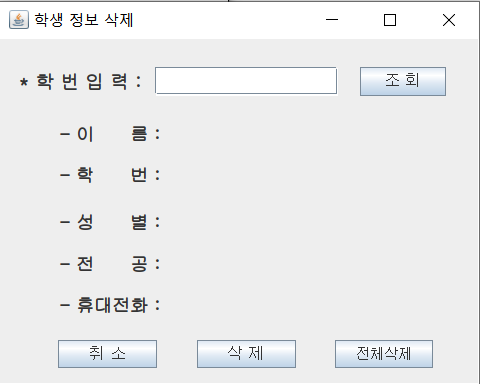 학생 정보 삭제
* 학 번 입 력 : 조 회
- 이 름 :
- 학 번 :
- 성 별 :
- 전 공 :
- 휴대전화 :
취 소 삭 제 전체삭제